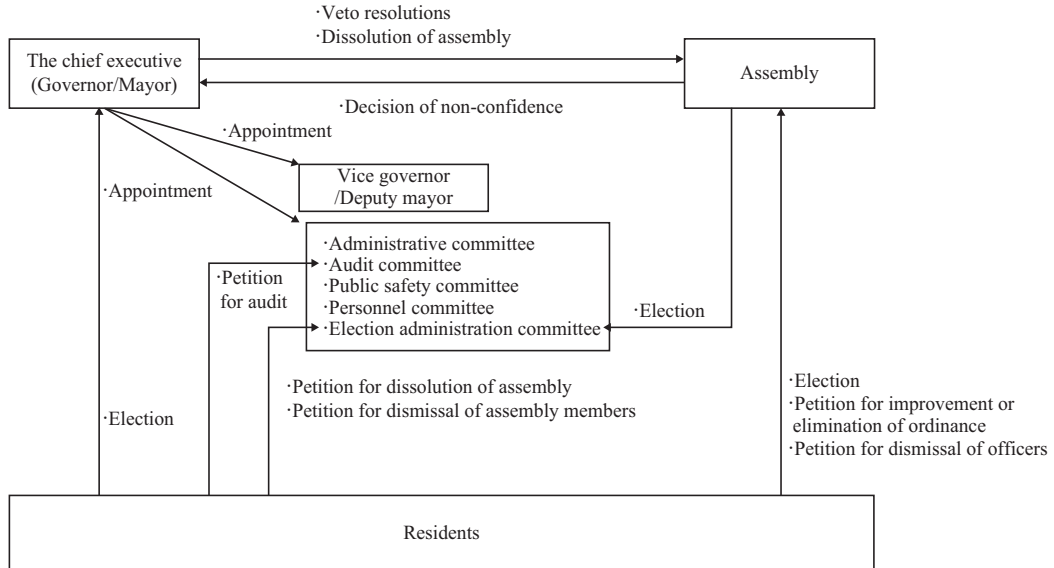 ·Veto resolutions
·Dissolution of assembly
The chief executive
(Governor/Mayor)
Assembly
·Decision of non-confidence
·Appointment
·Appointment
Vice governor
/Deputy mayor
·Administrative committee
·Audit committee
·Public safety committee
·Personnel committee
·Election administration committee
·Petition
for audit
·Election
·Petition for dissolution of assembly
·Petition for dismissal of assembly members
·Election
·Election
·Petition for improvement or
elimination of ordinance
·Petition for dismissal of officers
Residents